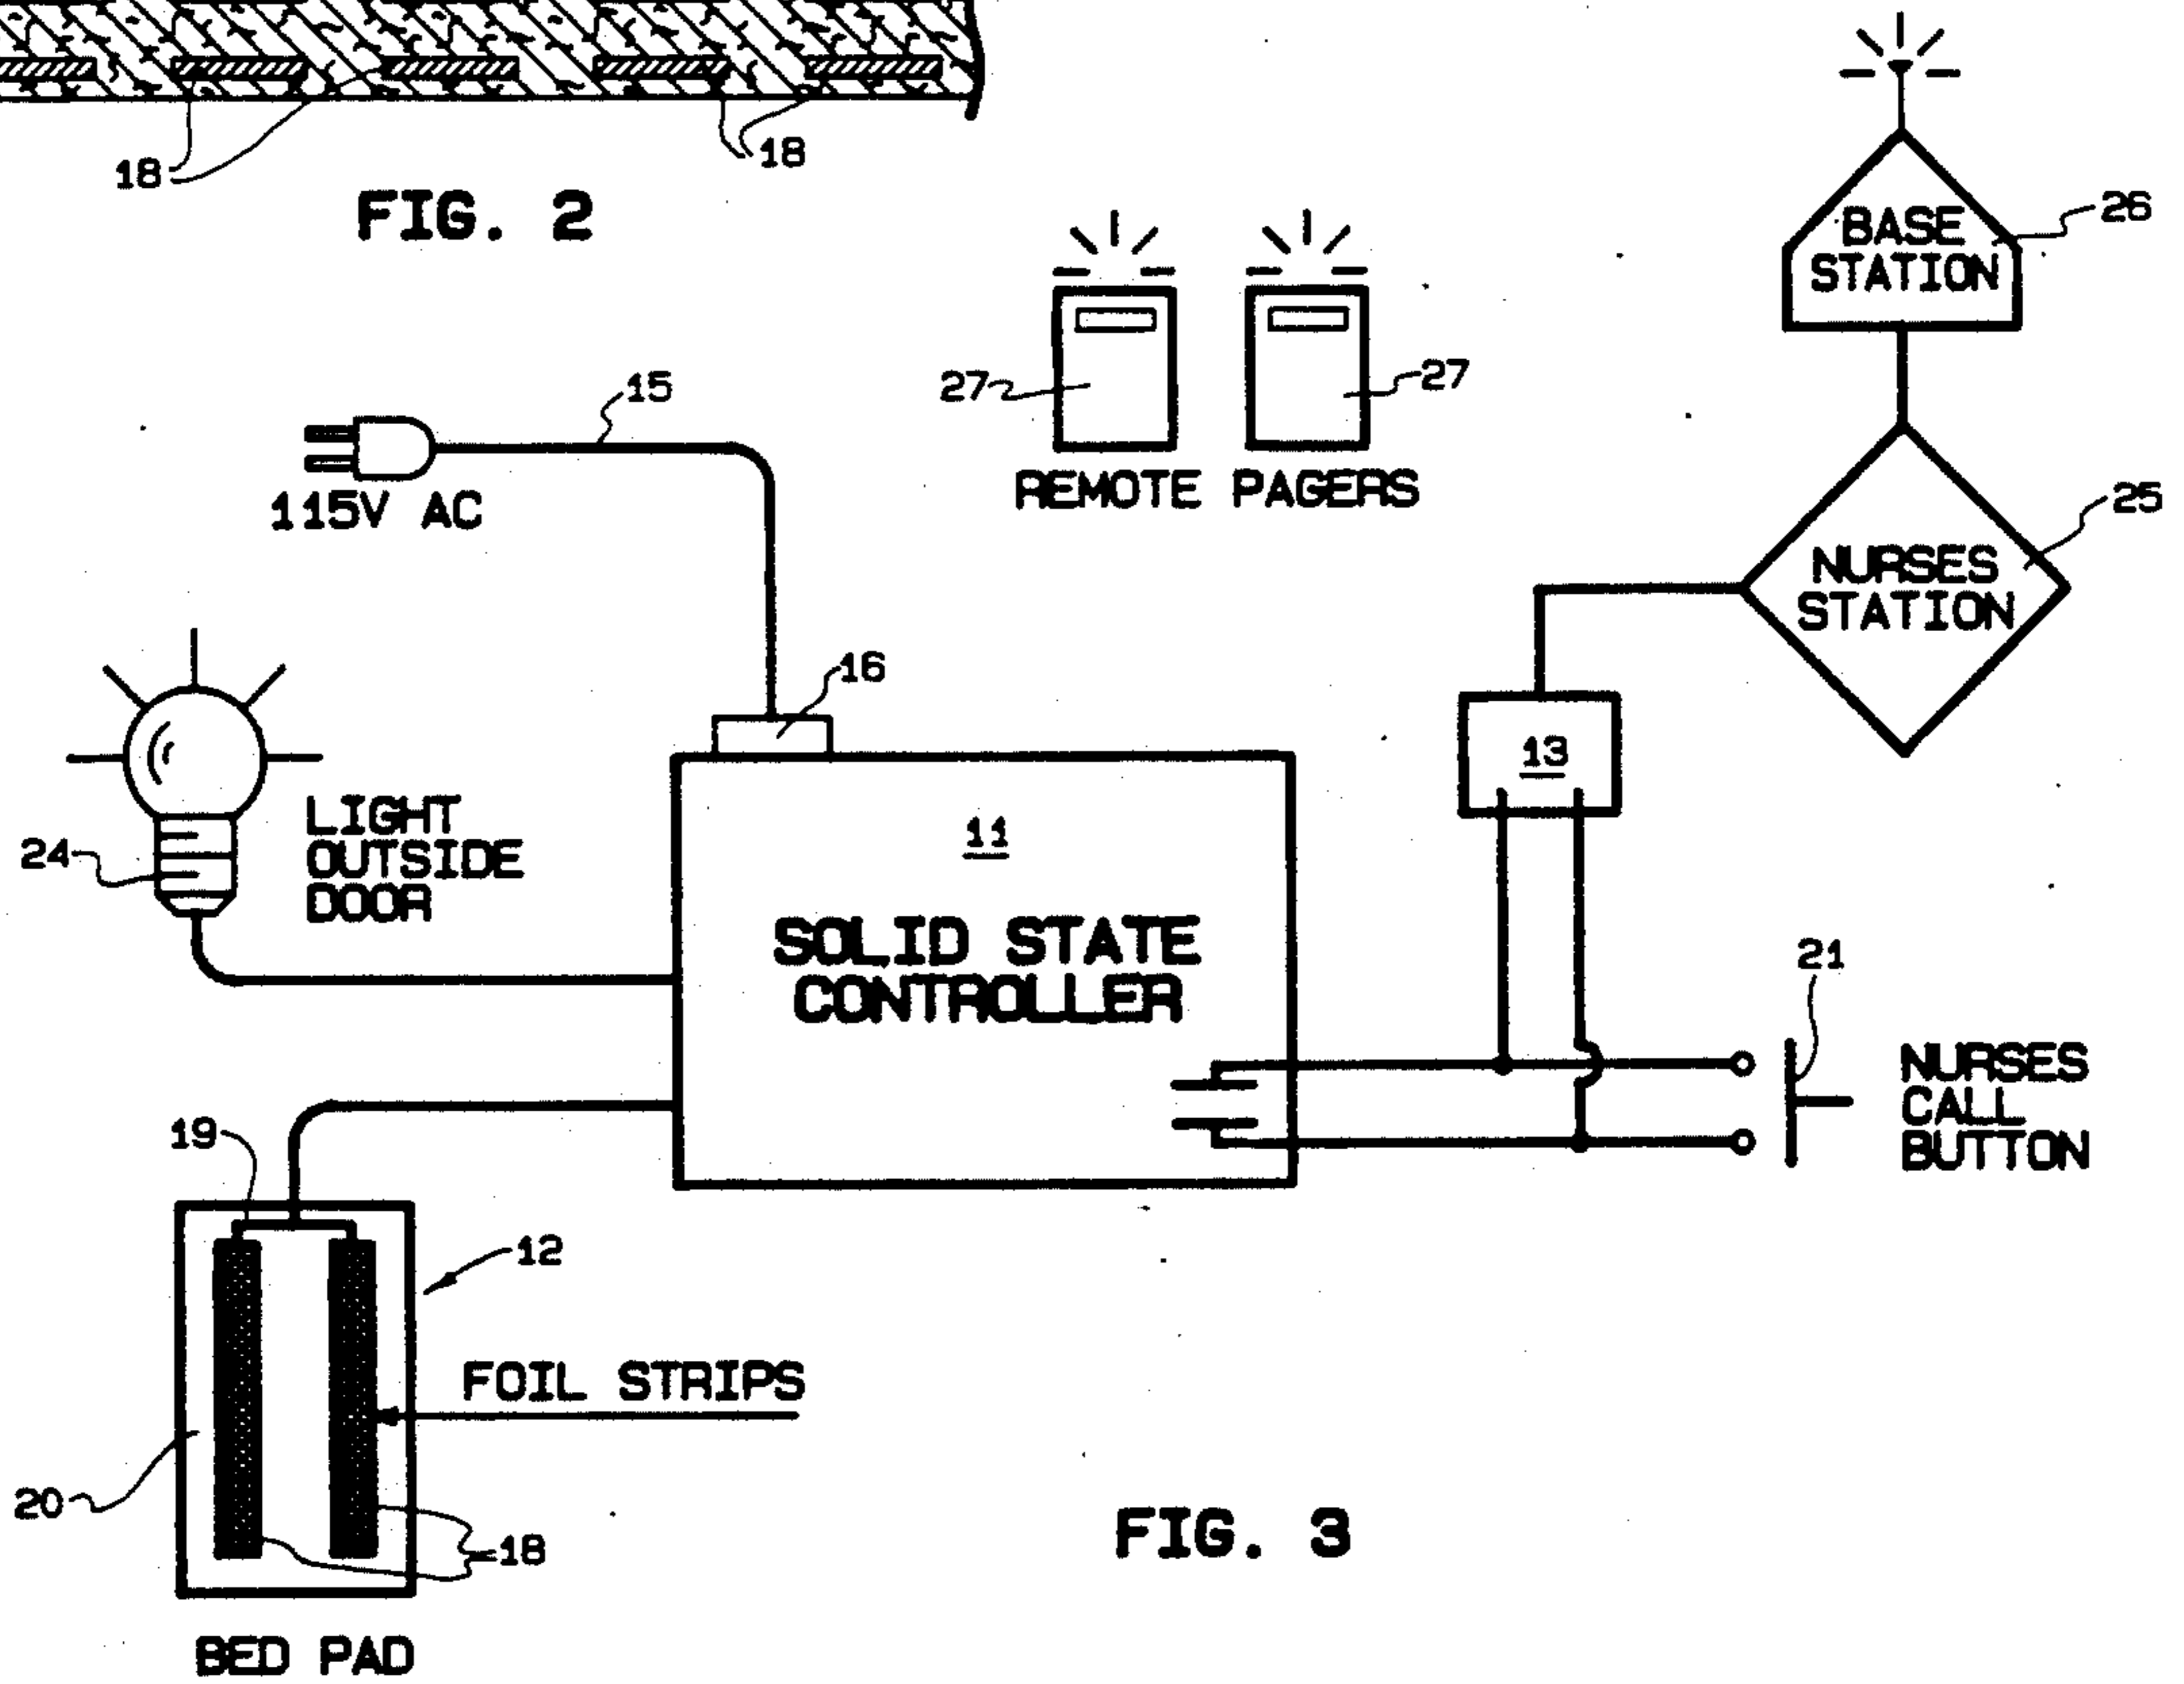 18
18
FIG. 2
26
BASE
STATION
27
27
REMOTE PAGERS
15
115V AC
25
NURSES
STATION
16
13
24
LIGHT
OUTSIDE
DOOR
11
SOLID STATE
CONTROLLER
21
NURSES
CALL
BUTTON
19
12
FOIL STRIPS
20
18
FIG. 3
BED PAD